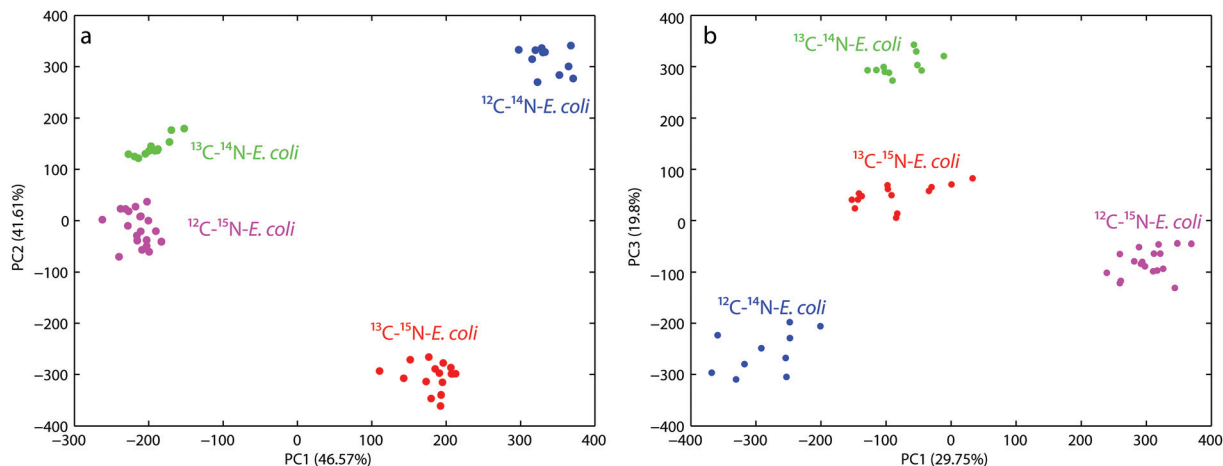 a
400
300
200
100
0
−100
−200
−300
−400
PC2 (41.61%)
−300
−200
−100
0
100
200
300
400
PC1 (46.57%)
¹²C-¹⁴N-E. coli
¹³C-¹⁴N-E. coli
¹²C-¹⁵N-E. coli
¹³C-¹⁵N-E. coli
b
400
300
200
100
0
−100
−200
−300
−400
PC3 (19.8%)
−400
−300
−200
−100
0
100
200
300
400
PC1 (29.75%)
¹³C-¹⁴N-E. coli
¹³C-¹⁵N-E. coli
¹²C-¹⁵N-E. coli
¹²C-¹⁴N-E. coli